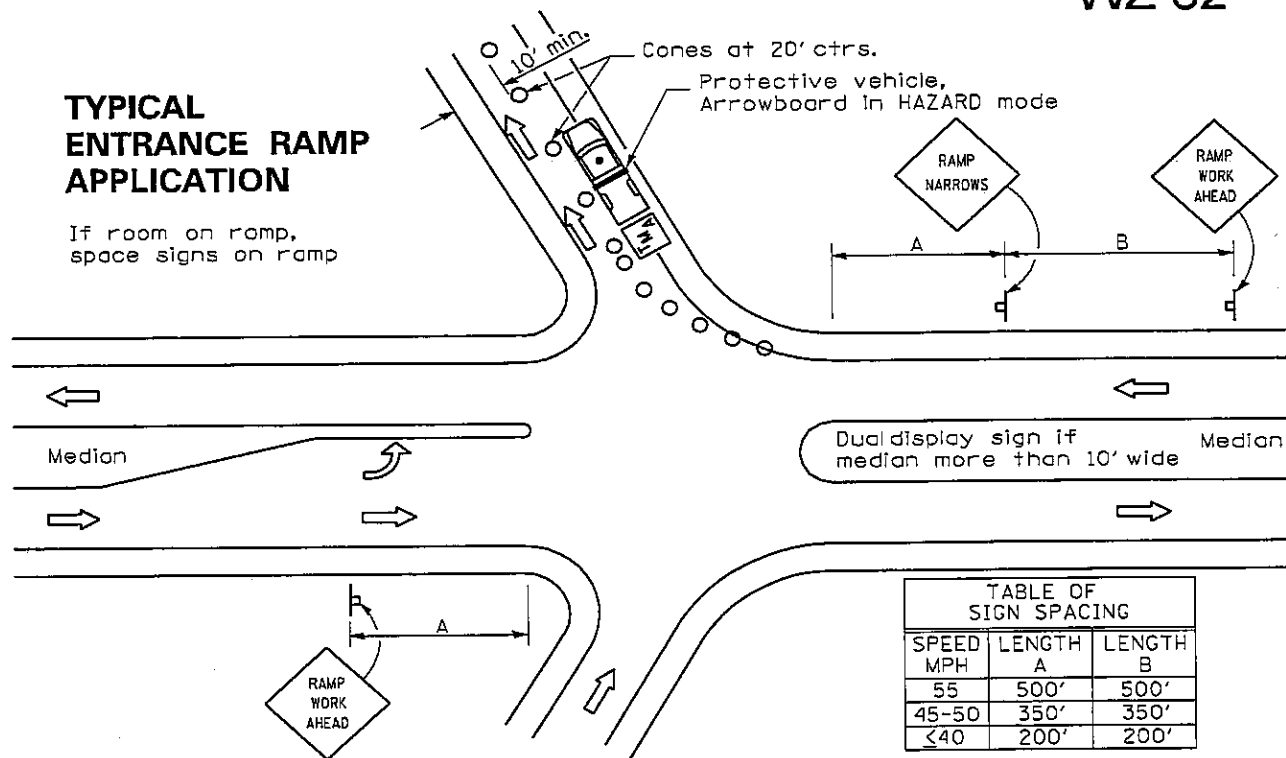 TYPICAL
ENTRANCE RAMP
APPLICATION
If room on ramp,
space signs on ramp
10' min.
Cones at 20' ctrs.
Protective vehicle,
Arrowboard in HAZARD mode
TMA
RAMP
NARROWS
RAMP
WORK
AHEAD
A
B
Median
Dual display sign if
median more than 10' wide
Median
A
RAMP
WORK
AHEAD
TABLE OF
SIGN SPACING
SPEED MPH LENGTH A LENGTH B
55 500' 500'
45-50 350' 350'
≤40 200' 200'